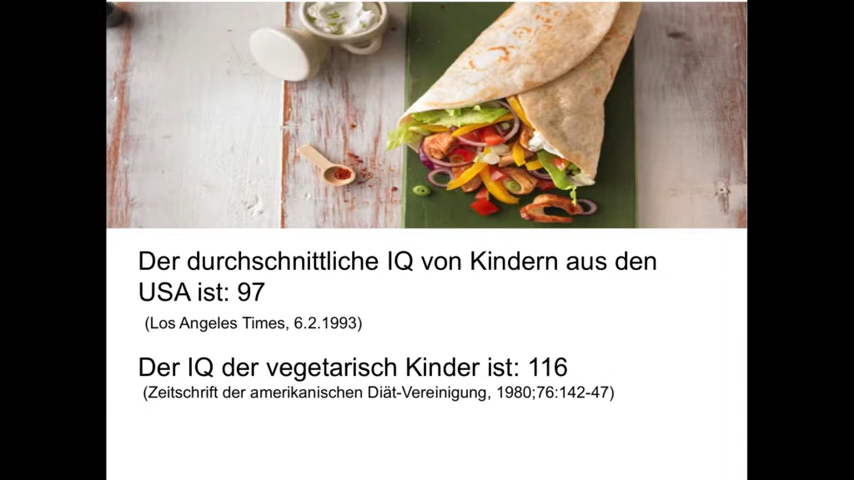 Der durchschnittliche IQ von Kindern aus den
USA ist: 97
(Los Angeles Times, 6.2.1993)
Der IQ der vegetarisch Kinder ist: 116
(Zeitschrift der amerikanischen Diät-Vereinigung, 1980;76:142-47)